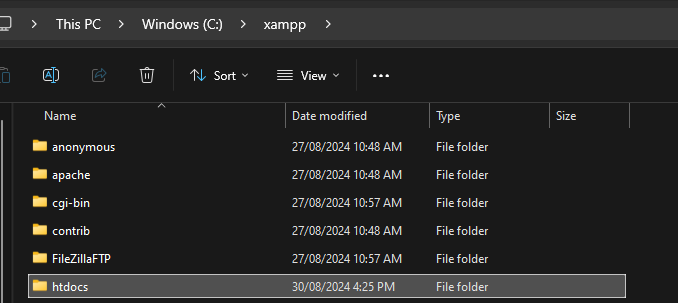 This PC > Windows (C:) > xampp >
Sort View ...
Name Date modified Type Size
anonymous 27/08/2024 10:48 AM File folder
apache 27/08/2024 10:48 AM File folder
cgi-bin 27/08/2024 10:57 AM File folder
contrib 27/08/2024 10:48 AM File folder
FileZillaFTP 27/08/2024 10:57 AM File folder
htdocs 30/08/2024 4:25 PM File folder